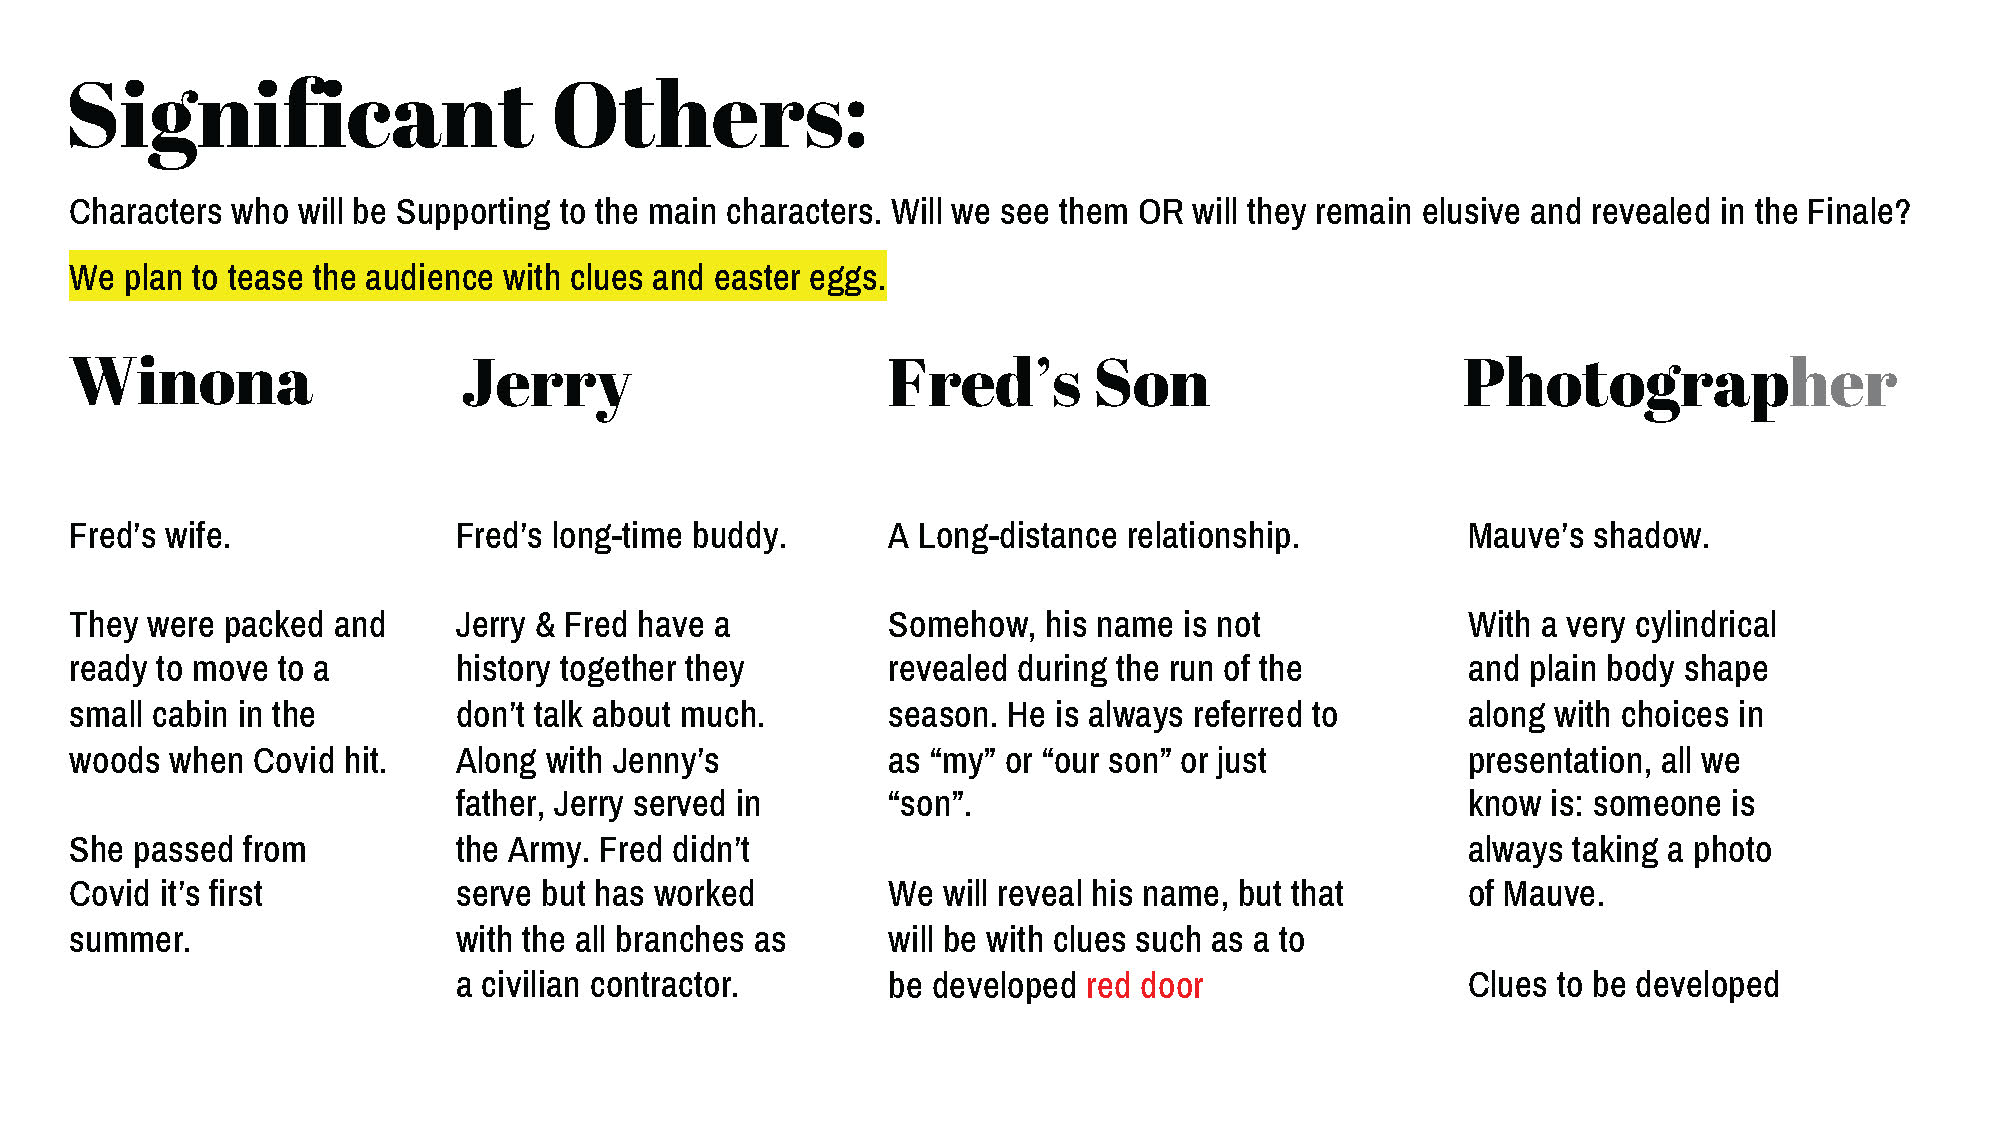 Significant Others:
Characters who will be Supporting to the main characters. Will we see them OR will they remain elusive and revealed in the Finale?
We plan to tease the audience with clues and easter eggs.
Winona
Fred’s wife.
They were packed and
ready to move to a
small cabin in the
woods when Covid hit.
She passed from
Covid it’s first
summer.
Jerry
Fred’s long-time buddy.
Jerry & Fred have a
history together they
don’t talk about much.
Along with Jenny’s
father, Jerry served in
the Army. Fred didn’t
serve but has worked
with the all branches as
a civilian contractor.
Fred’s Son
A Long-distance relationship.
Somehow, his name is not
revealed during the run of the
season. He is always referred to
as “my” or “our son” or just
“son”.
We will reveal his name, but that
will be with clues such as a to
be developed red door
Photographer
Mauve’s shadow.
With a very cylindrical
and plain body shape
along with choices in
presentation, all we
know is: someone is
always taking a photo
of Mauve.
Clues to be developed